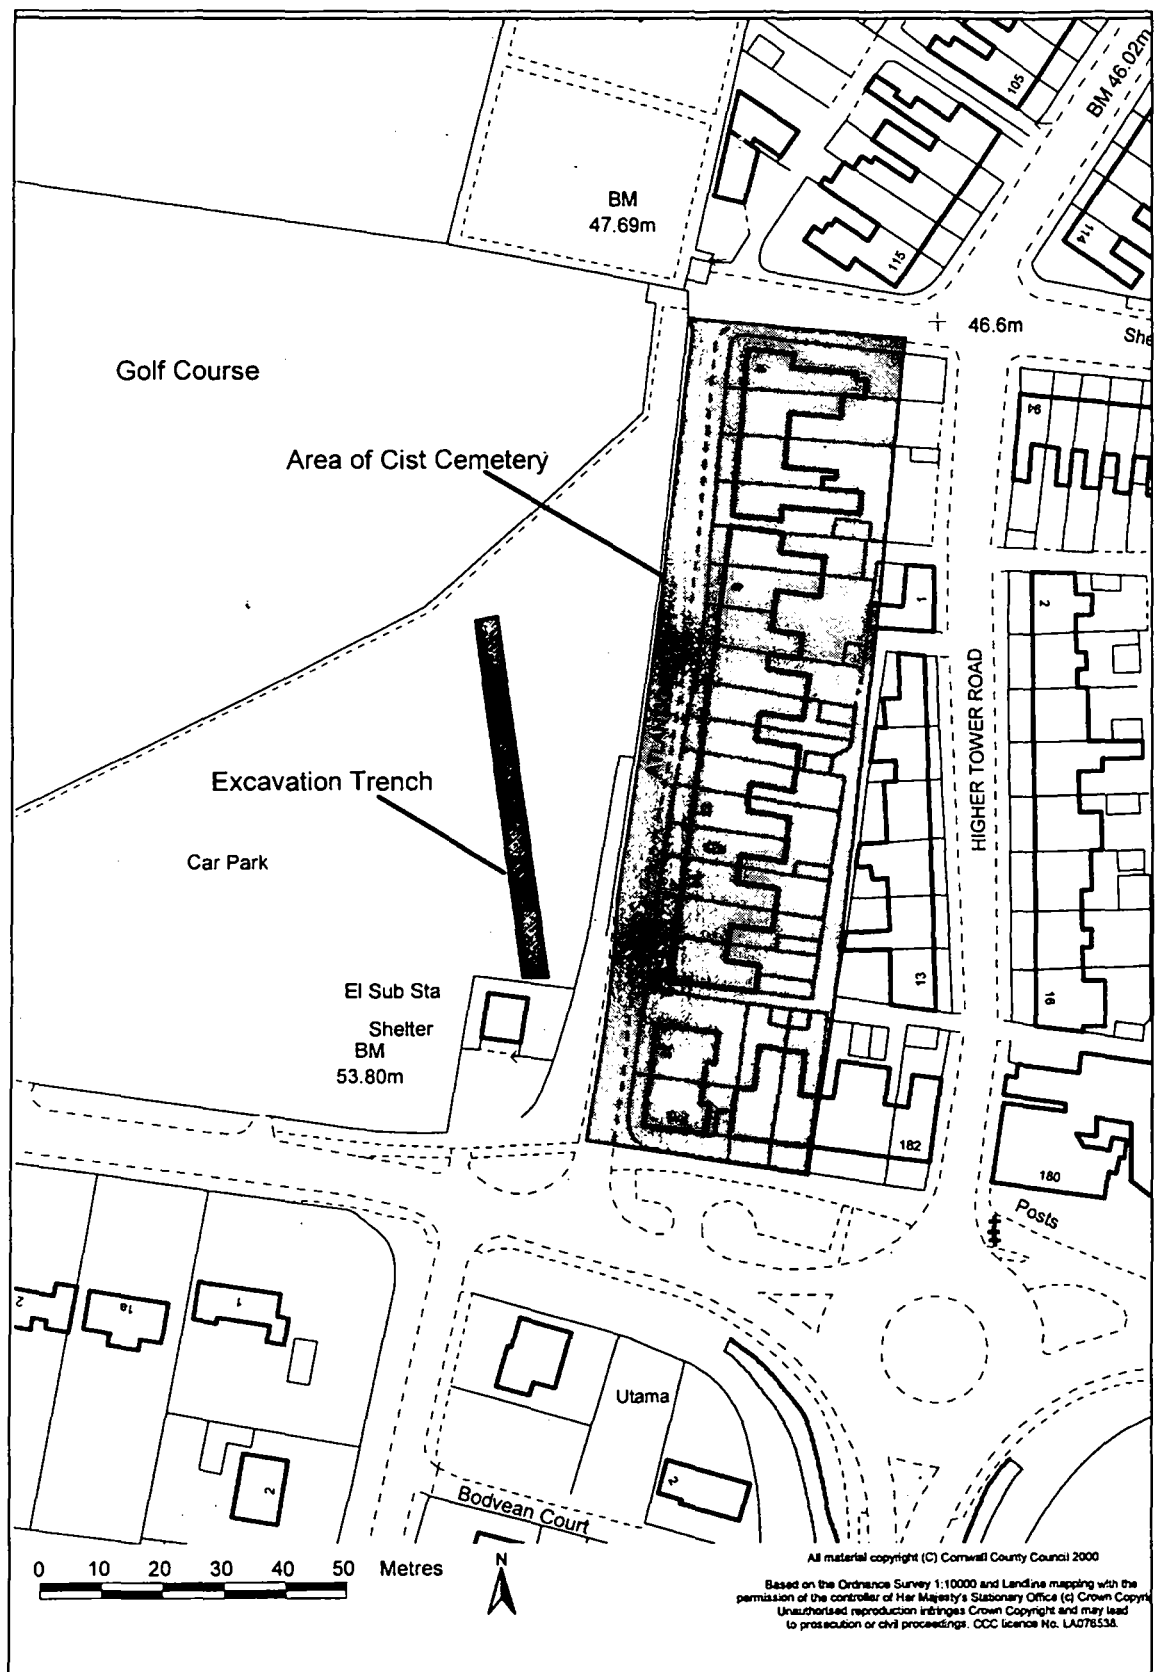 105
BM 46.02m
BM
47.69m
114
115
46.6m
She
Golf Course
94
Area of Cist Cemetery
1
2
HIGHER TOWER ROAD
Excavation Trench
Car Park
13
16
El Sub Sta
Shelter
BM
53.80m
182
180
Posts
2
1a
1
Utama
2
2
Bodvean Court
0 10 20 30 40 50 Metres
N
All material copyright (C) Cornwall County Council 2000
Based on the Ordnance Survey 1:10000 and Landline mapping with the
permission of the controller of Her Majesty's Stationary Office (c) Crown Copyri
Unauthorised reproduction infringes Crown Copyright and may lead
to prosecution or civil proceedings. CCC licence No. LA076538.